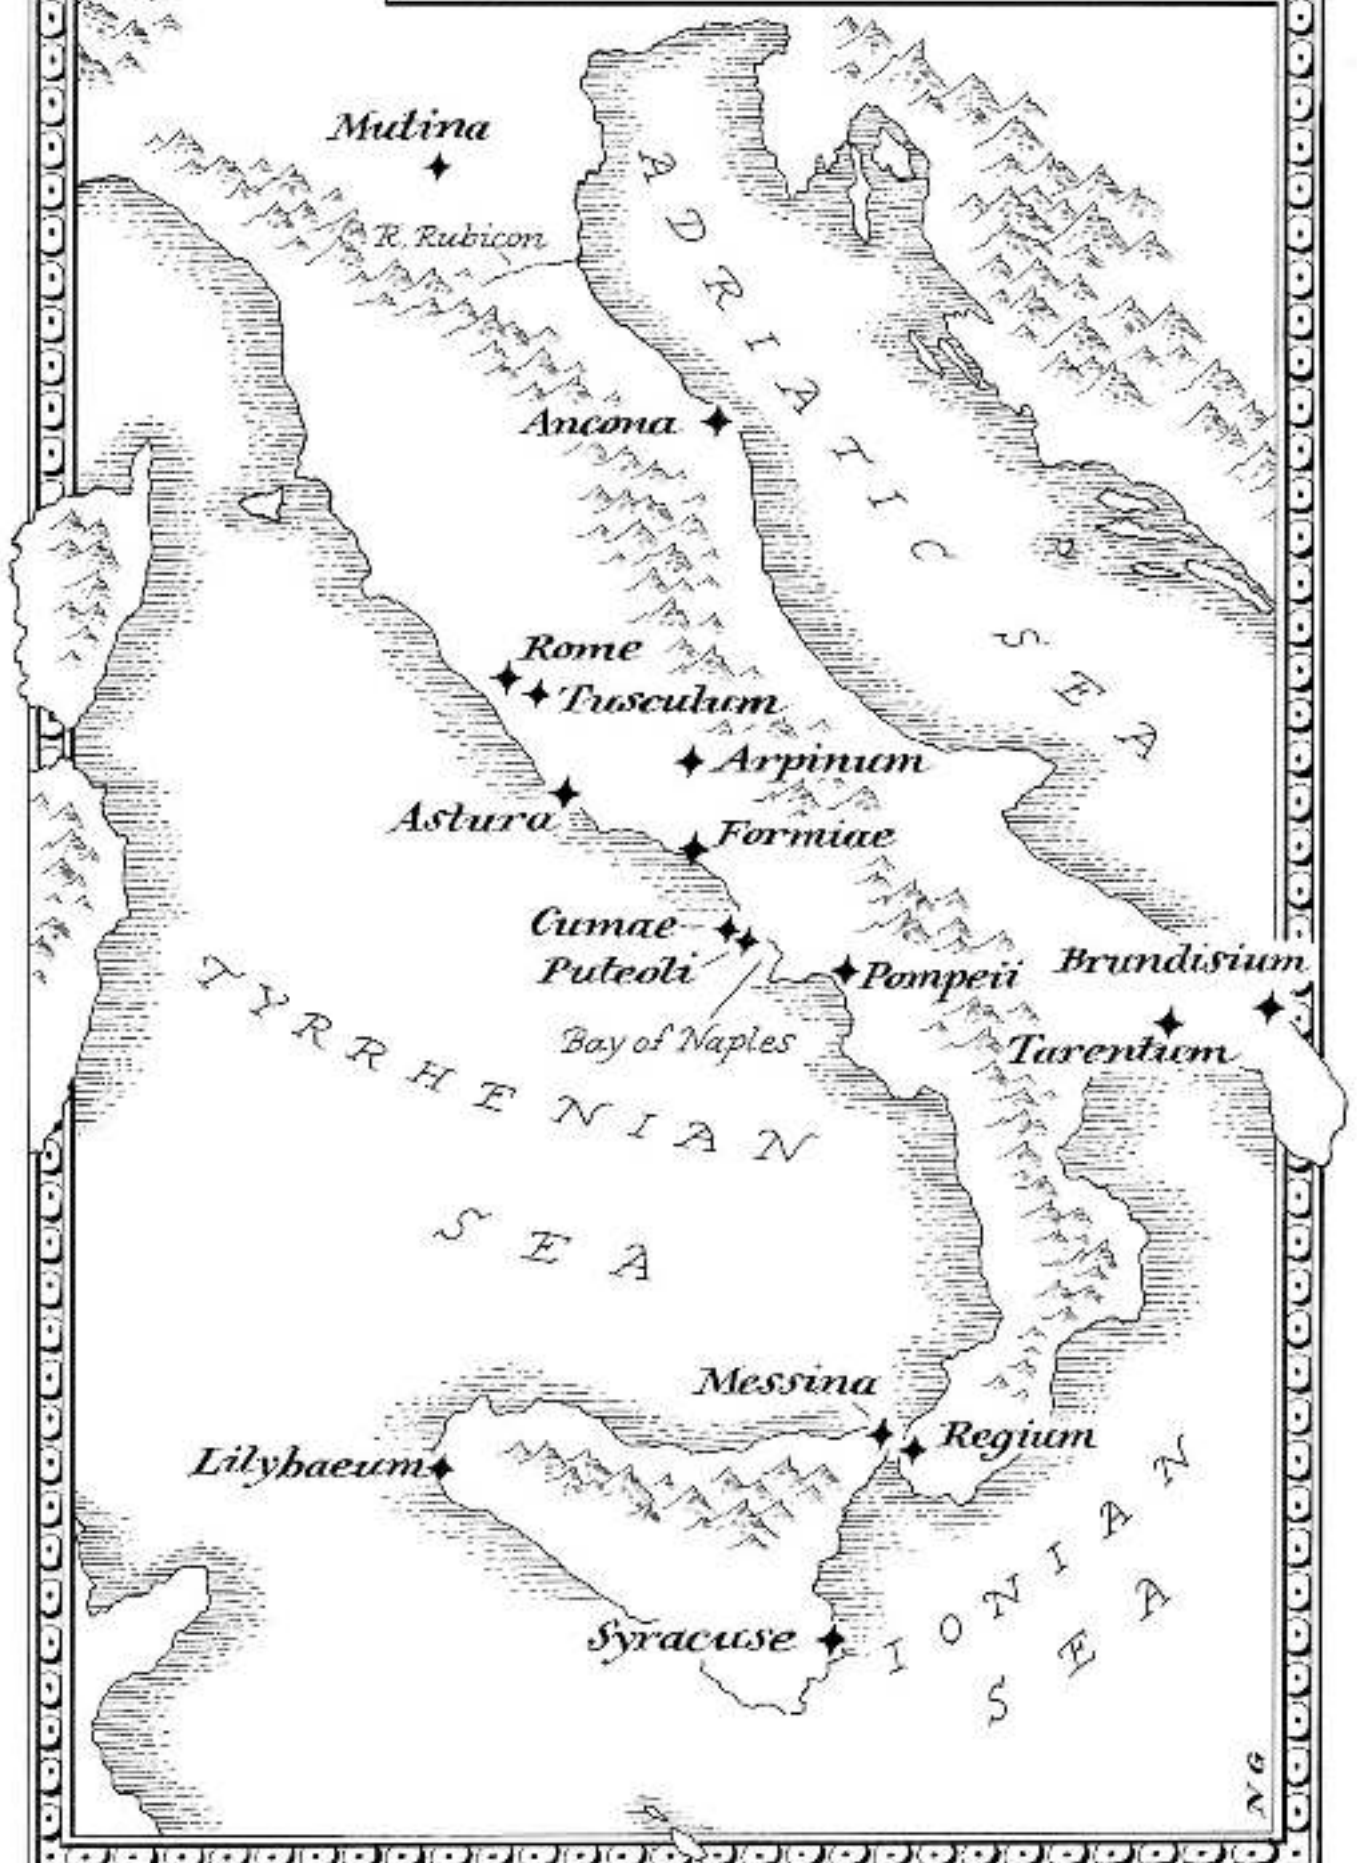 Mutina
R. Rubicon
ADRIATIC SEA
Ancona
Rome
Tusculum
Arpinum
Astura
Formiae
Cumae
Puteoli
Pompeii
Brundisium
Tarentum
Bay of Naples
TYRRHENIAN
SEA
Messina
Regium
Lilybaeum
Syracuse
IONIAN
SEA
NG